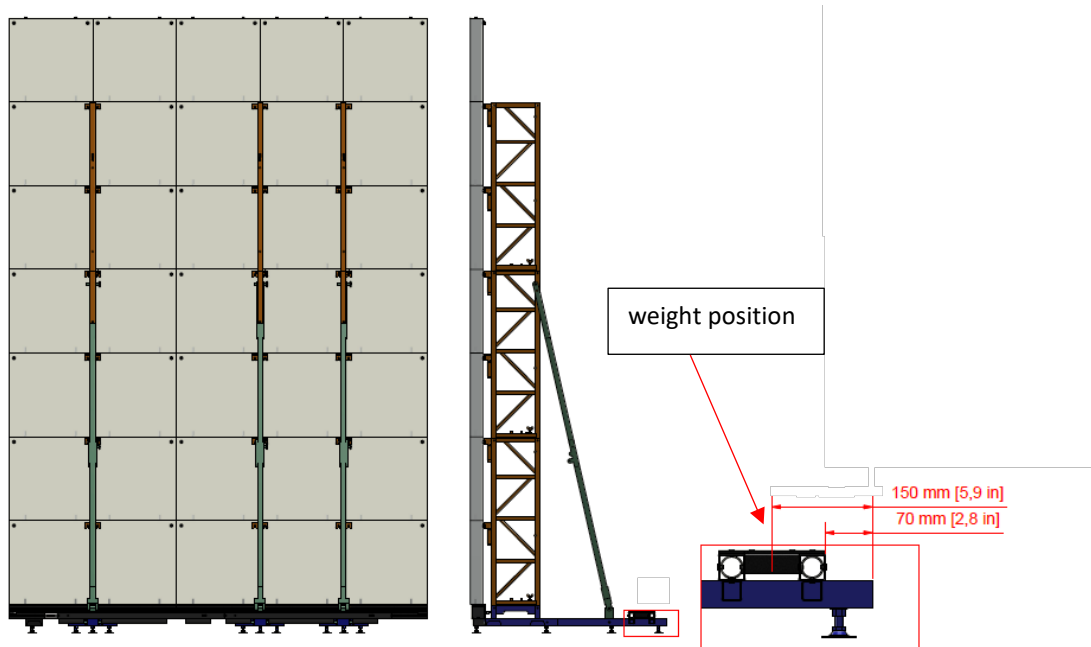 weight position
150 mm [5,9 in]
70 mm [2,8 in]